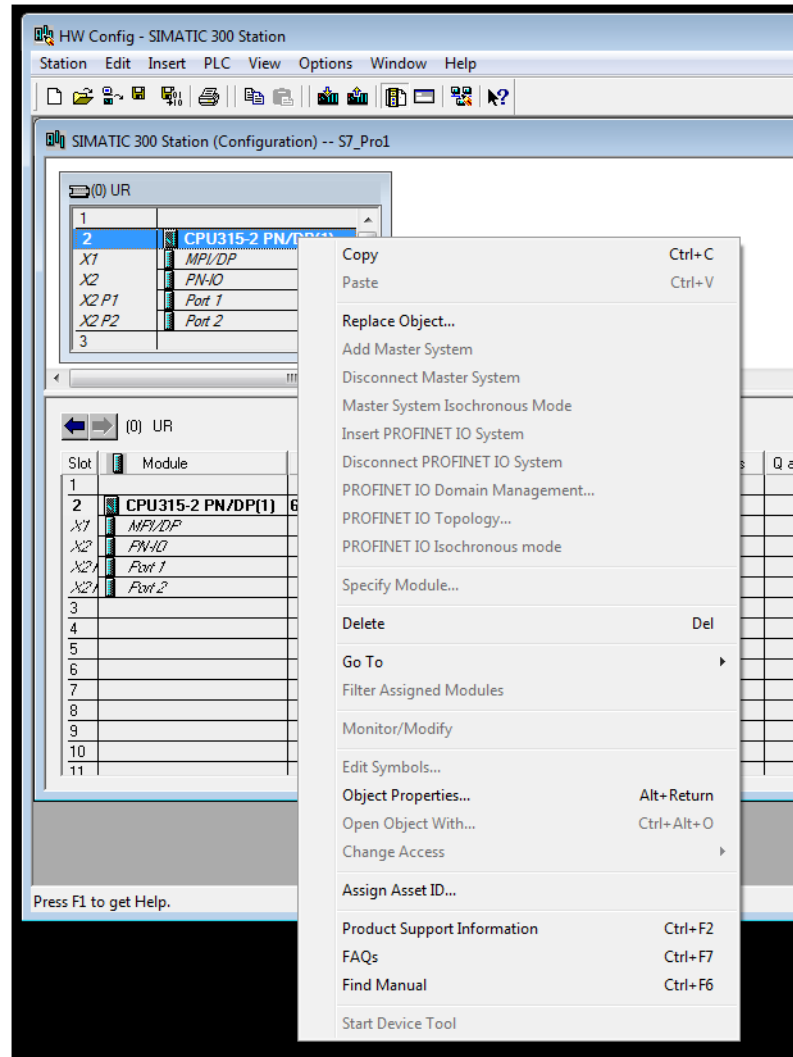 HW Config - SIMATIC 300 Station
Station Edit Insert PLC View Options Window Help
SIMATIC 300 Station (Configuration) -- S7_Pro1
(0) UR
1
2 CPU315-2 PN/DP(1)
X1 MPI/DP
X2 PN-IO
X2 P1 Port 1
X2 P2 Port 2
3
Copy Ctrl+C
Paste Ctrl+V
Replace Object...
Add Master System
Disconnect Master System
Master System Isochronous Mode
Insert PROFINET IO System
Disconnect PROFINET IO System
PROFINET IO Domain Management...
PROFINET IO Topology...
PROFINET IO Isochronous mode
Specify Module...
Delete Del
Go To
Filter Assigned Modules
Monitor/Modify
Edit Symbols...
Object Properties... Alt+Return
Open Object With... Ctrl+Alt+O
Change Access
Assign Asset ID...
Product Support Information Ctrl+F2
FAQs Ctrl+F7
Find Manual Ctrl+F6
Start Device Tool
(0) UR
Slot Module
1
2 CPU315-2 PN/DP(1) 6
X1 MPI/DP
X2 PN-IO
X2 Port 1
X2 Port 2
3
4
5
6
7
8
9
10
11
Press F1 to get Help.